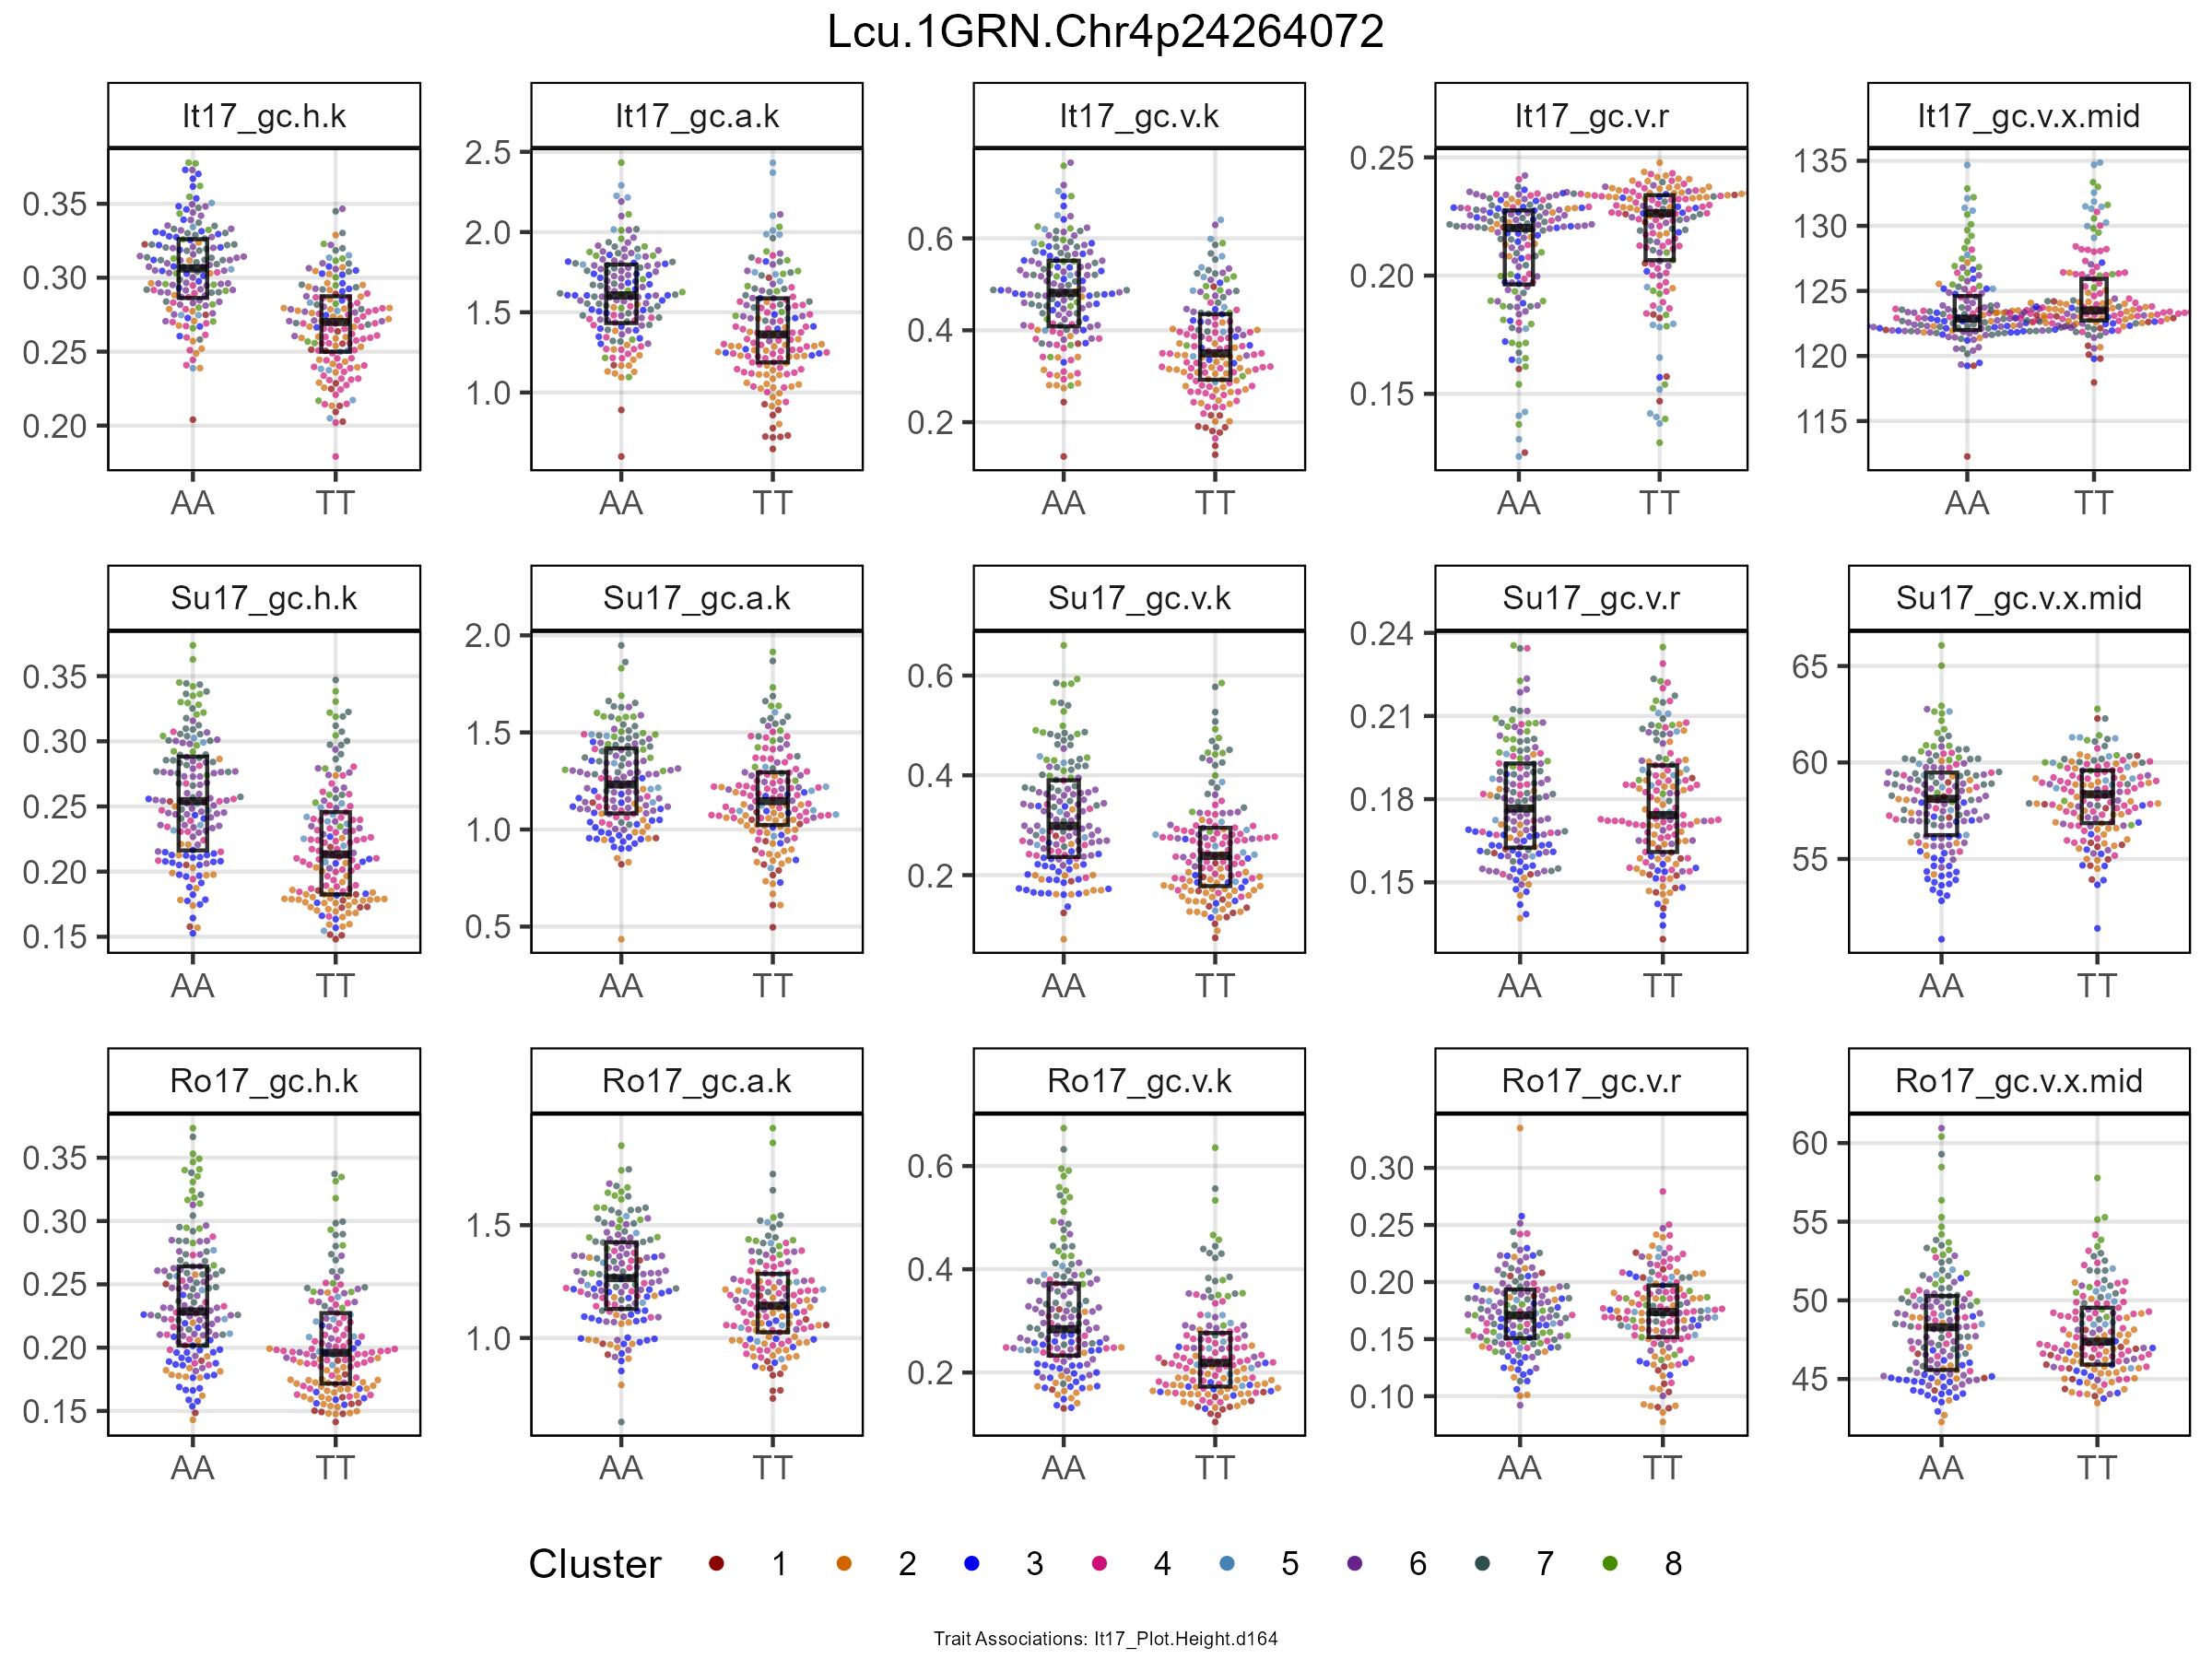 Lcu.1GRN.Chr4p24264072
It17_gc.h.k It17_gc.a.k It17_gc.v.k It17_gc.v.r It17_gc.v.x.mid
0.35 0.30 0.25 0.20
2.5 2.0 1.5 1.0
0.6 0.4 0.2
0.25 0.20 0.15
135 130 125 120 115
AA TT AA TT AA TT AA TT AA TT
Su17_gc.h.k Su17_gc.a.k Su17_gc.v.k Su17_gc.v.r Su17_gc.v.x.mid
0.35 0.30 0.25 0.20 0.15
2.0 1.5 1.0 0.5
0.6 0.4 0.2
0.24 0.21 0.18 0.15
65 60 55
AA TT AA TT AA TT AA TT AA TT
Ro17_gc.h.k Ro17_gc.a.k Ro17_gc.v.k Ro17_gc.v.r Ro17_gc.v.x.mid
0.35 0.30 0.25 0.20 0.15
1.5 1.0
0.6 0.4 0.2
0.30 0.25 0.20 0.15 0.10
60 55 50 45
AA TT AA TT AA TT AA TT AA TT
Cluster 1 2 3 4 5 6 7 8
Trait Associations: It17_Plot.Height.d164